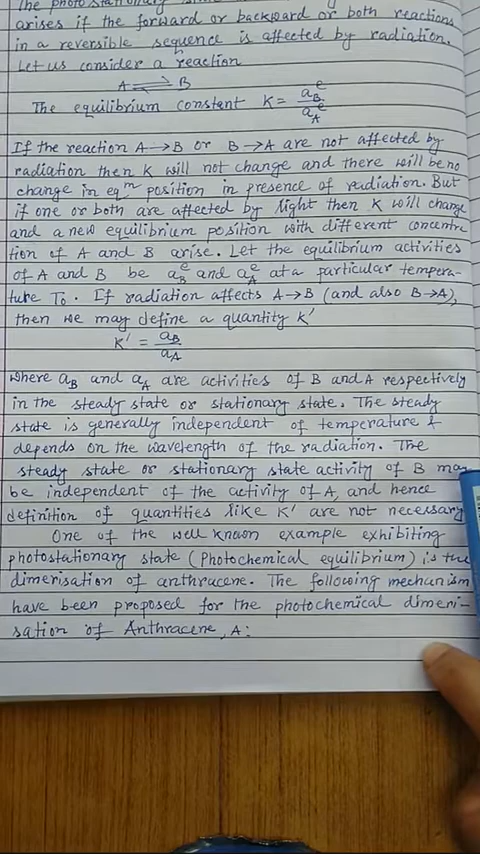 The photostationary
arises if the forward or backward or both reactions
in a reversible sequence is affected by radiation.
Let us consider a reaction
A ⇌ B
The equilibrium constant K = a_B^e / a_A^e
If the reaction A→B or B→A are not affected by
radiation then K will not change and there will be no
change in eq^m position in presence of radiation. But
if one or both are affected by light then K will change
and a new equilibrium position with different concentra
tion of A and B arise. Let the equilibrium activities
of A and B be a_B^e and a_A^e at a particular tempera-
ture T₀. If radiation affects A→B (and also B→A),
then we may define a quantity K'
K' = a_B / a_A
where a_B and a_A are activities of B and A respectively
in the steady state or stationary state. The steady
state is generally independent of temperature &
depends on the wavelength of the radiation. The
steady state or stationary state activity of B may
be independent of the activity of A, and hence
definition of quantities like K' are not necessary
One of the well known example exhibiting
photostationary state (Photochemical equilibrium) is the
dimerisation of anthracene. The following mechanism
have been proposed for the photochemical dimeri-
sation of Anthracene, A: